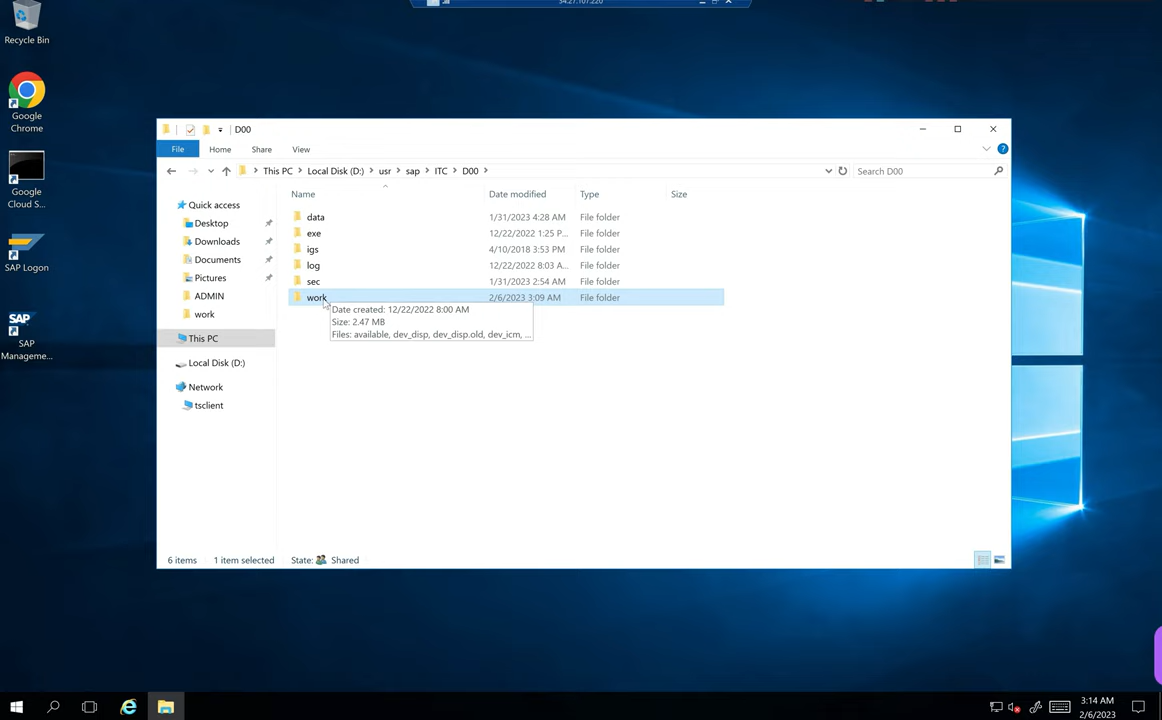 34.27.107.220
Recycle Bin
Google
Chrome
Google
Cloud S...
SAP Logon
SAP
SAP
Manageme...
D00
File
Home
Share
View
This PC
Local Disk (D:)
usr
sap
ITC
D00
Search D00
Name
Date modified
Type
Size
Quick access
Desktop
Downloads
Documents
Pictures
ADMIN
work
This PC
Local Disk (D:)
Network
tsclient
data 1/31/2023 4:28 AM File folder
exe 12/22/2022 1:25 P... File folder
igs 4/10/2018 3:53 PM File folder
log 12/22/2022 8:03 A... File folder
sec 1/31/2023 2:54 AM File folder
work 2/6/2023 3:09 AM File folder
Date created: 12/22/2022 8:00 AM
Size: 2.47 MB
Files: available, dev_disp, dev_disp.old, dev_icm, ...
6 items
1 item selected
State: Shared
3:14 AM
2/6/2023